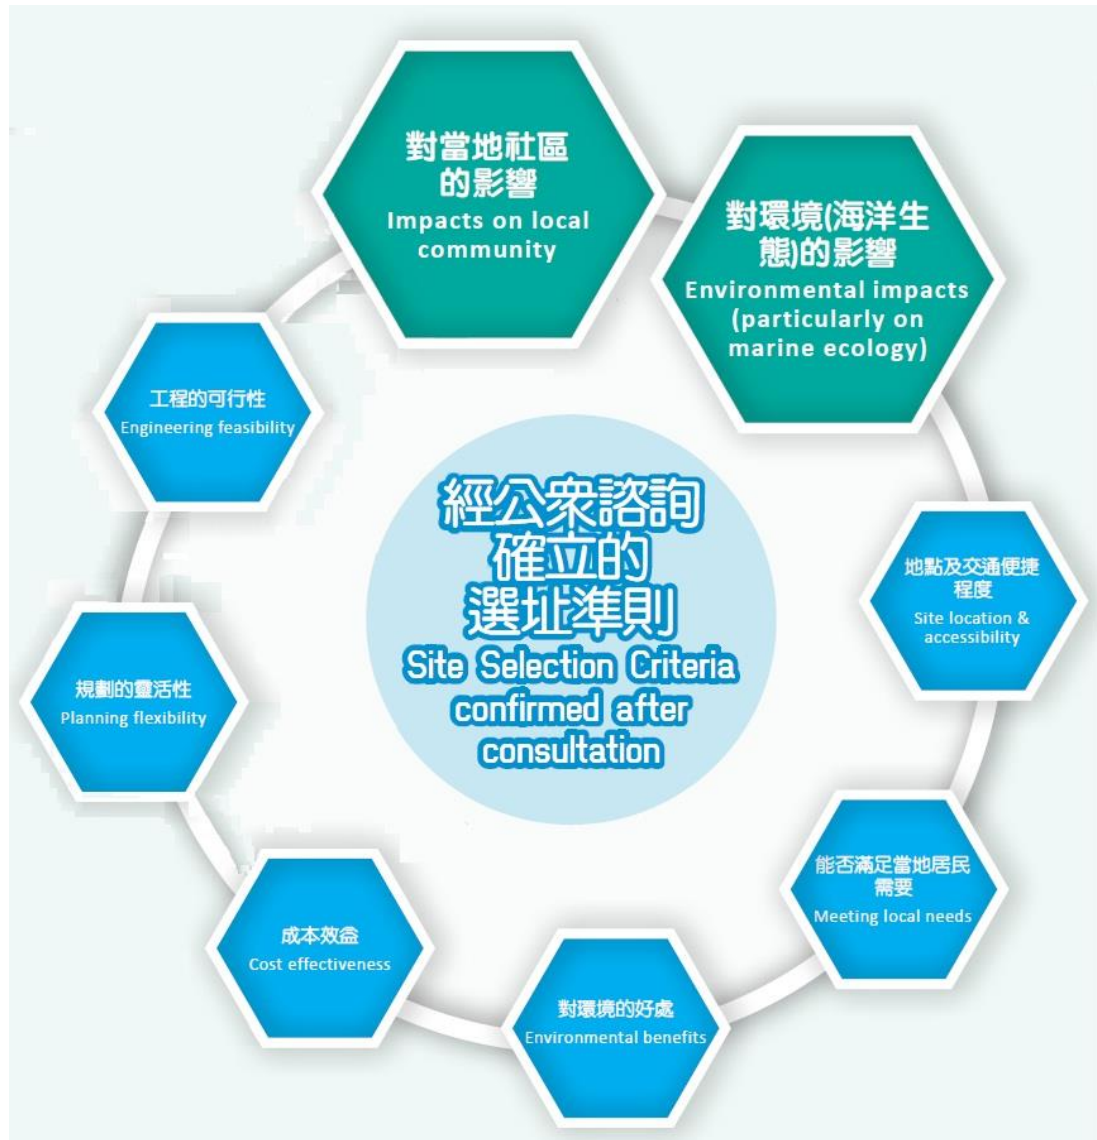 對當地社區
的影響
Impacts on local
community
對環境(海洋生
態)的影響
Environmental impacts
(particularly on
marine ecology)
工程的可行性
Engineering feasibility
經公衆諮詢
確立的
選址準則
Site Selection Criteria
confirmed after
consultation
地點及交通便捷
程度
Site location &
accessibility
規劃的靈活性
Planning flexibility
能否滿足當地居民
需要
Meeting local needs
成本效益
Cost effectiveness
對環境的好處
Environmental benefits